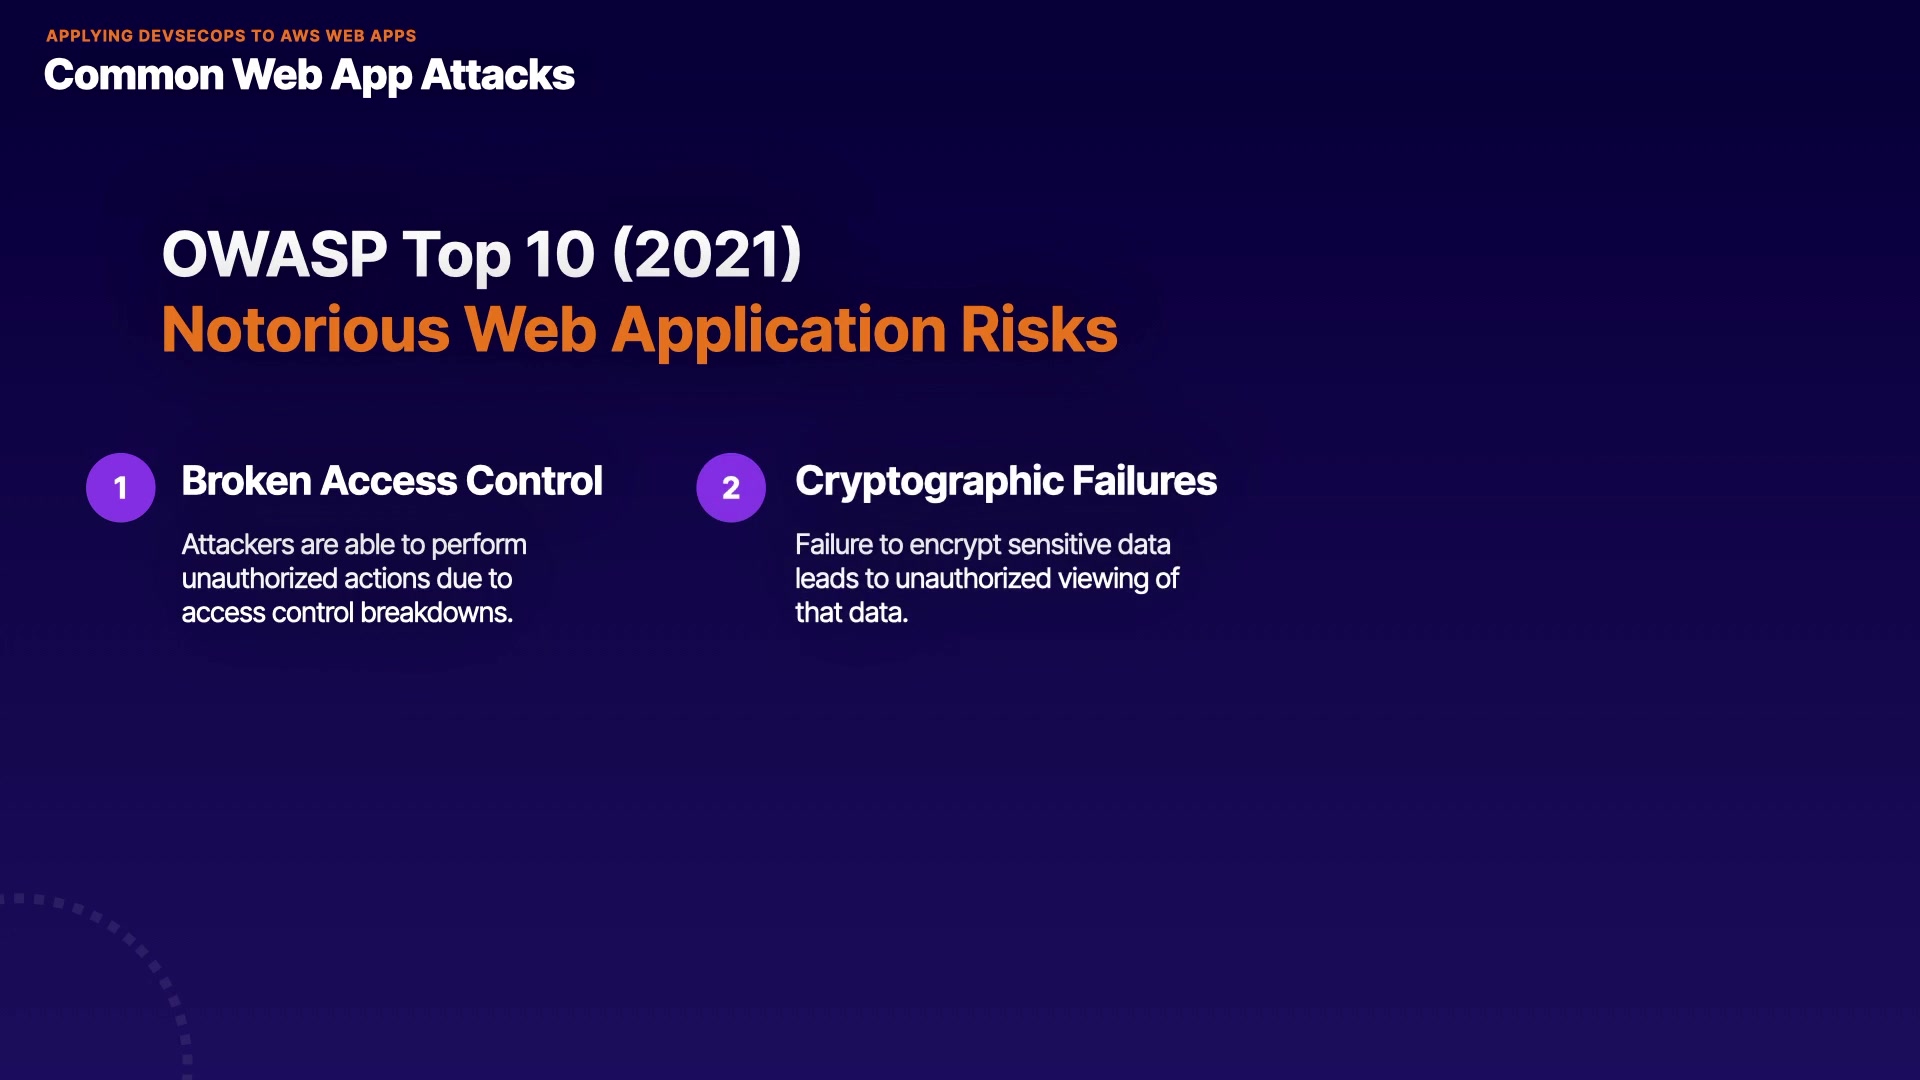 APPLYING DEVSECOPS TO AWS WEB APPS
Common Web App Attacks
OWASP Top 10 (2021)
Notorious Web Application Risks
1
Broken Access Control
Attackers are able to perform
unauthorized actions due to
access control breakdowns.
2
Cryptographic Failures
Failure to encrypt sensitive data
leads to unauthorized viewing of
that data.